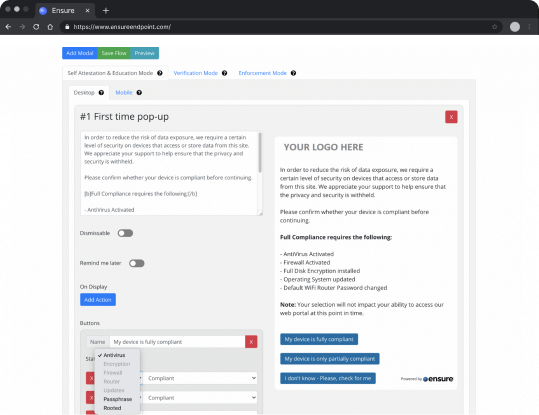 Ensure
https://www.ensureendpoint.com/
Add Modal Save Flow Preview
Self Attestation & Education Mode Verification Mode Enforcement Mode
Desktop Mobile
#1 First time pop-up
X
In order to reduce the risk of data exposure, we require a certain
level of security on devices that access or store data from this site.
We appreciate your support to help ensure that the privacy and
security is withheld.
Please confirm whether your device is compliant before continuing.
[b]Full Compliance requires the following:[/b]
- AntiVirus Activated
Dismissable
Remind me later
On Display
Add Action
Buttons
Name My device is fully compliant X
Antivirus
Encryption
Firewall
Router
Updates
Passphrase
Rooted
X Compliant
X Compliant
YOUR LOGO HERE
In order to reduce the risk of data exposure, we require a
certain level of security on devices that access or store data
from this site. We appreciate your support to help ensure that the
privacy and security is withheld.
Please confirm whether your device is compliant before
continuing.
Full Compliance requires the following:
- AntiVirus Activated
- Firewall Activated
- Full Disk Encryption installed
- Operating System updated
- Default WiFi Router Password changed
Note: Your selection will not impact your ability to access our
web portal at this point in time.
My device is fully compliant
My device is only partially compliant
I don't know - Please, check for me
Powered by ensure